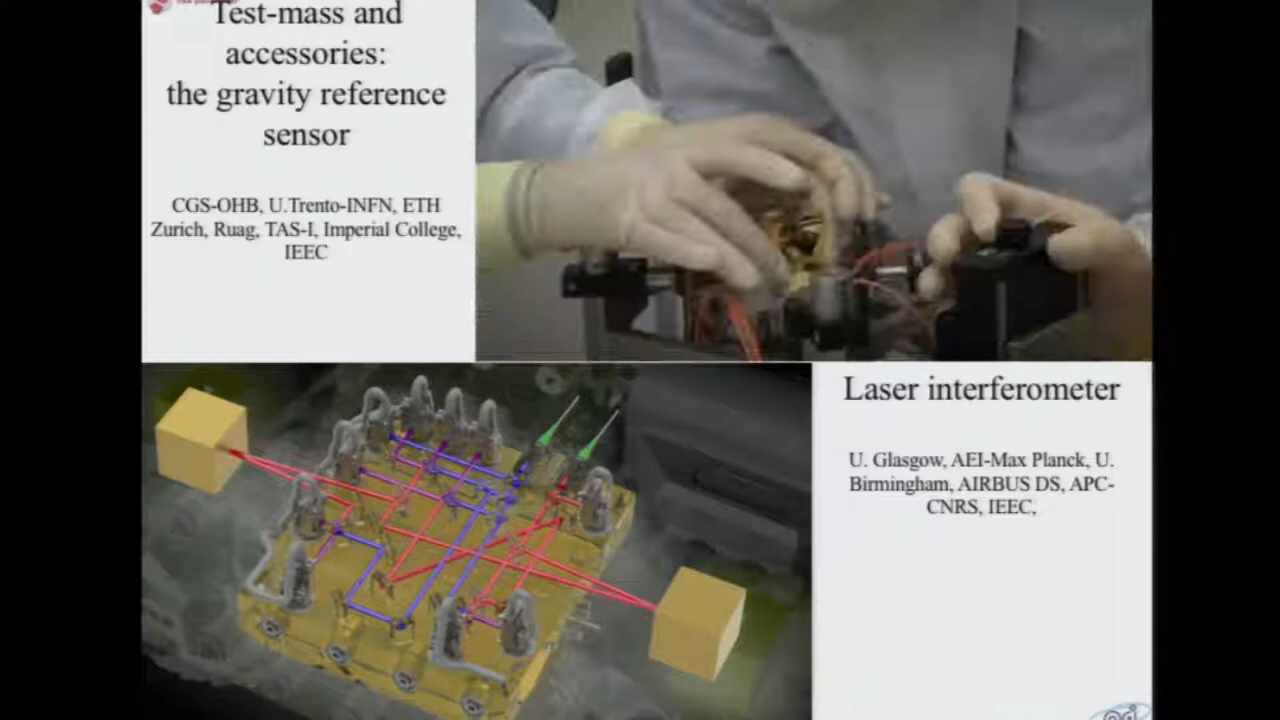 Test-mass and
accessories:
the gravity reference
sensor
CGS-OHB, U.Trento-INFN, ETH
Zurich, Ruag, TAS-I, Imperial College,
IEEC
Laser interferometer
U. Glasgow, AEI-Max Planck, U.
Birmingham, AIRBUS DS, APC-
CNRS, IEEC,